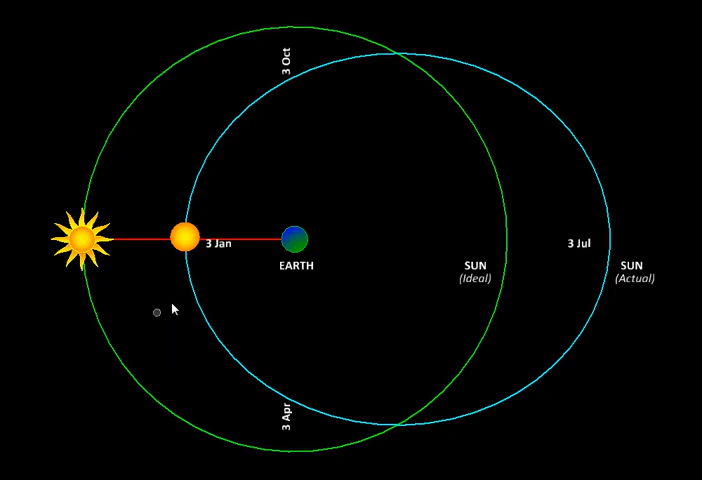 3 Oct
3 Jan
3 Jul
EARTH
SUN
(Ideal)
SUN
(Actual)
3 Apr